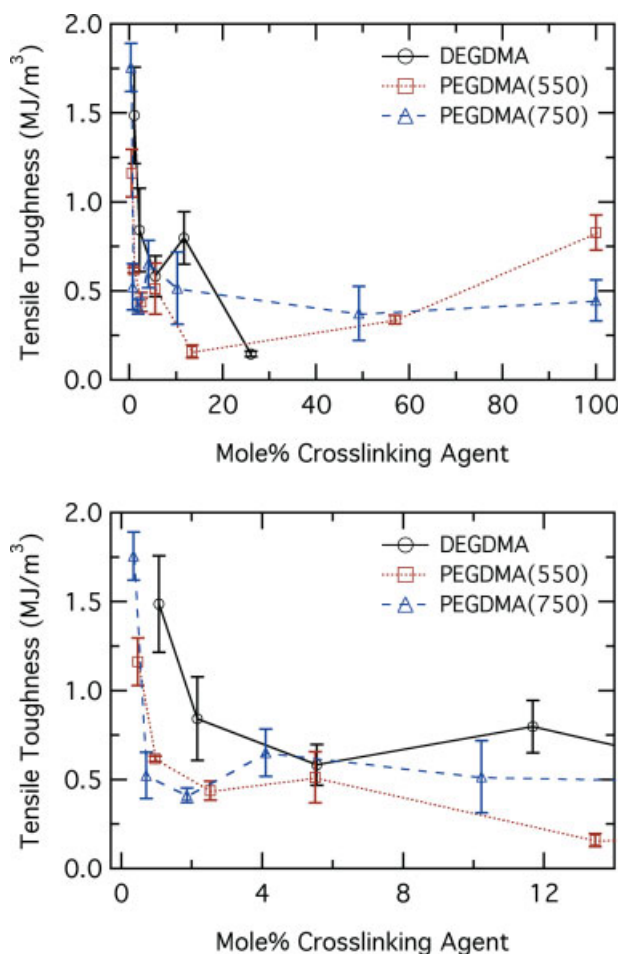 2.0
1.5
1.0
0.5
0.0
Tensile Toughness (MJ/m³)
DEGDMA
PEGDMA(550)
PEGDMA(750)
0 20 40 60 80 100
Mole% Crosslinking Agent
2.0
1.5
1.0
0.5
0.0
Tensile Toughness (MJ/m³)
DEGDMA
PEGDMA(550)
PEGDMA(750)
0 4 8 12
Mole% Crosslinking Agent